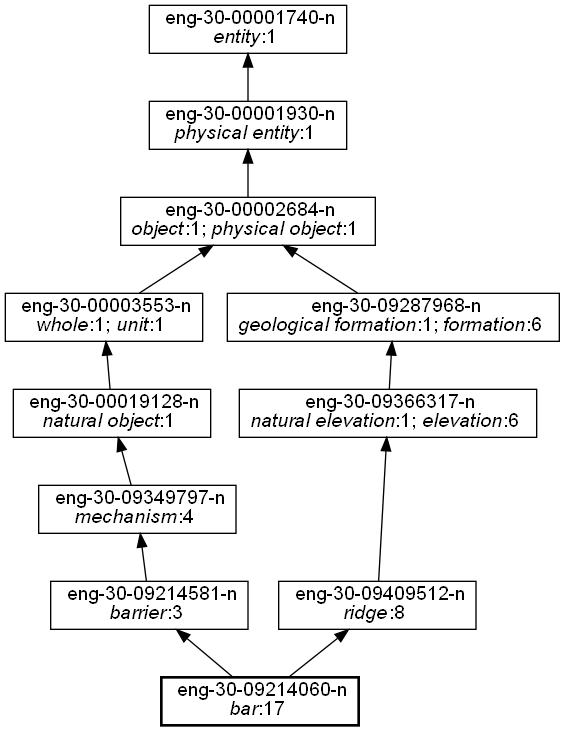 eng-30-00001740-n
entity:1
eng-30-00001930-n
physical entity:1
eng-30-00002684-n
object:1; physical object:1
eng-30-00003553-n
whole:1; unit:1
eng-30-09287968-n
geological formation:1; formation:6
eng-30-00019128-n
natural object:1
eng-30-09366317-n
natural elevation:1; elevation:6
eng-30-09349797-n
mechanism:4
eng-30-09214581-n
barrier:3
eng-30-09409512-n
ridge:8
eng-30-09214060-n
bar:17